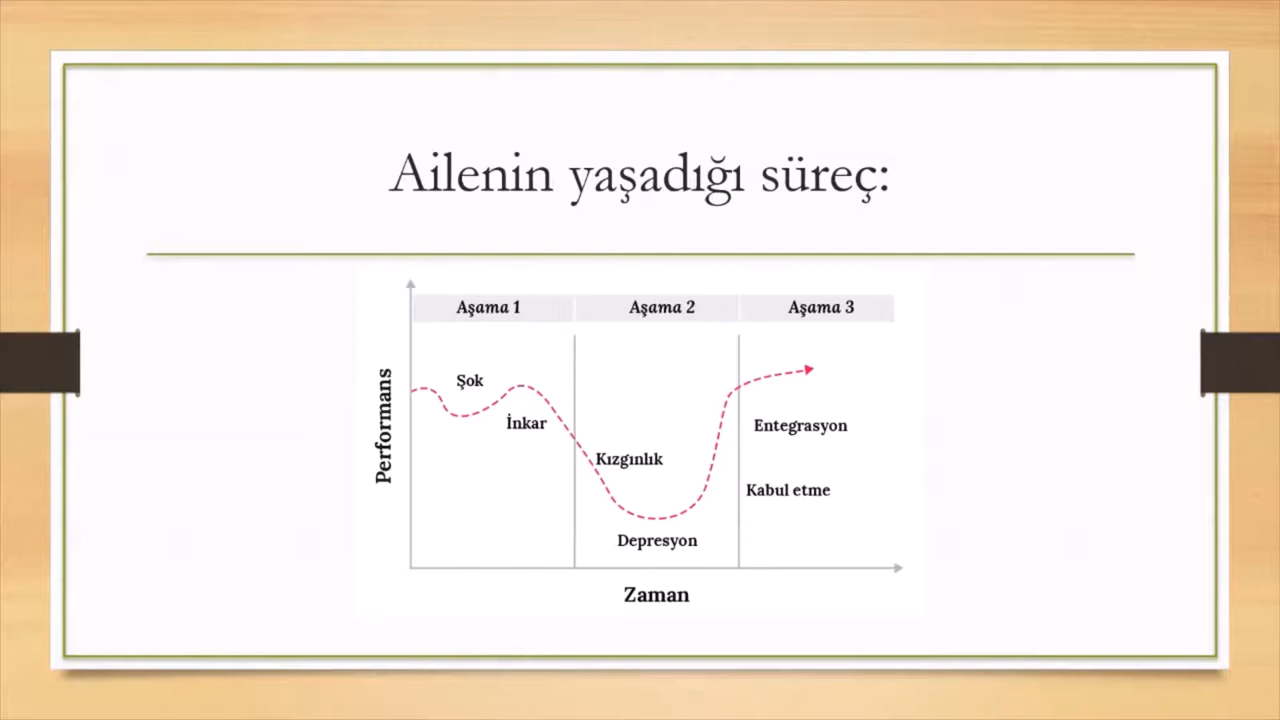 Ailenin yaşadığı süreç:
Aşama 1
Aşama 2
Aşama 3
Performans
Şok
İnkar
Kızgınlık
Depresyon
Entegrasyon
Kabul etme
Zaman